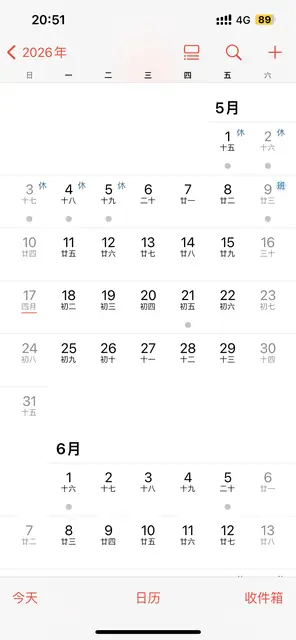 20:51 4G 89
2026年
日 一 二 三 四 五 六
5月
1 休 2 休
十五 十六
3 休 4 休 5 休 6 7 8 9 班
十七 十八 十九 二十 廿一 廿二 廿三
10 11 12 13 14 15 16
廿四 廿五 廿六 廿七 廿八 廿九 三十
17 18 19 20 21 22 23
四月 初二 初三 初四 初五 初六 初七
24 25 26 27 28 29 30
初八 初九 初十 十一 十二 十三 十四
31
十五
6月
1 2 3 4 5 6
十六 十七 十八 十九 二十 廿一
7 8 9 10 11 12 13
廿二 廿三 廿四 廿五 廿六 廿七 廿八
今天 日历 收件箱